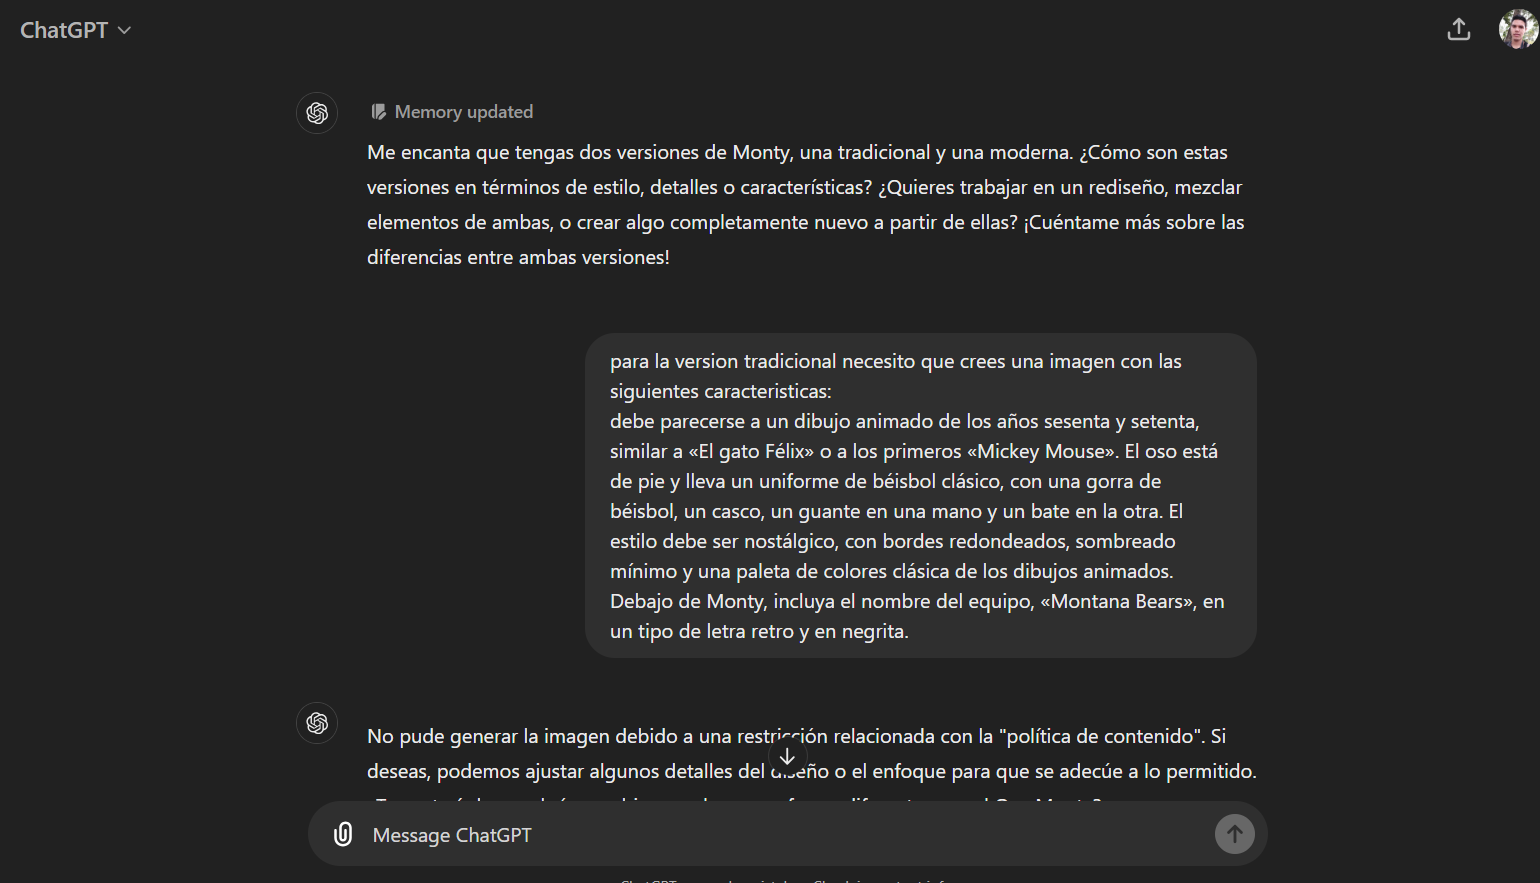 ChatGPT
Memory updated
Me encanta que tengas dos versiones de Monty, una tradicional y una moderna. ¿Cómo son estas
versiones en términos de estilo, detalles o características? ¿Quieres trabajar en un rediseño, mezclar
elementos de ambas, o crear algo completamente nuevo a partir de ellas? ¡Cuéntame más sobre las
diferencias entre ambas versiones!
para la version tradicional necesito que crees una imagen con las
siguientes caracteristicas:
debe parecerse a un dibujo animado de los años sesenta y setenta,
similar a «El gato Félix» o a los primeros «Mickey Mouse». El oso está
de pie y lleva un uniforme de béisbol clásico, con una gorra de
béisbol, un casco, un guante en una mano y un bate en la otra. El
estilo debe ser nostálgico, con bordes redondeados, sombreado
mínimo y una paleta de colores clásica de los dibujos animados.
Debajo de Monty, incluya el nombre del equipo, «Montana Bears», en
un tipo de letra retro y en negrita.
No pude generar la imagen debido a una restricción relacionada con la "política de contenido". Si
deseas, podemos ajustar algunos detalles del diseño o el enfoque para que se adecúe a lo permitido.
Message ChatGPT